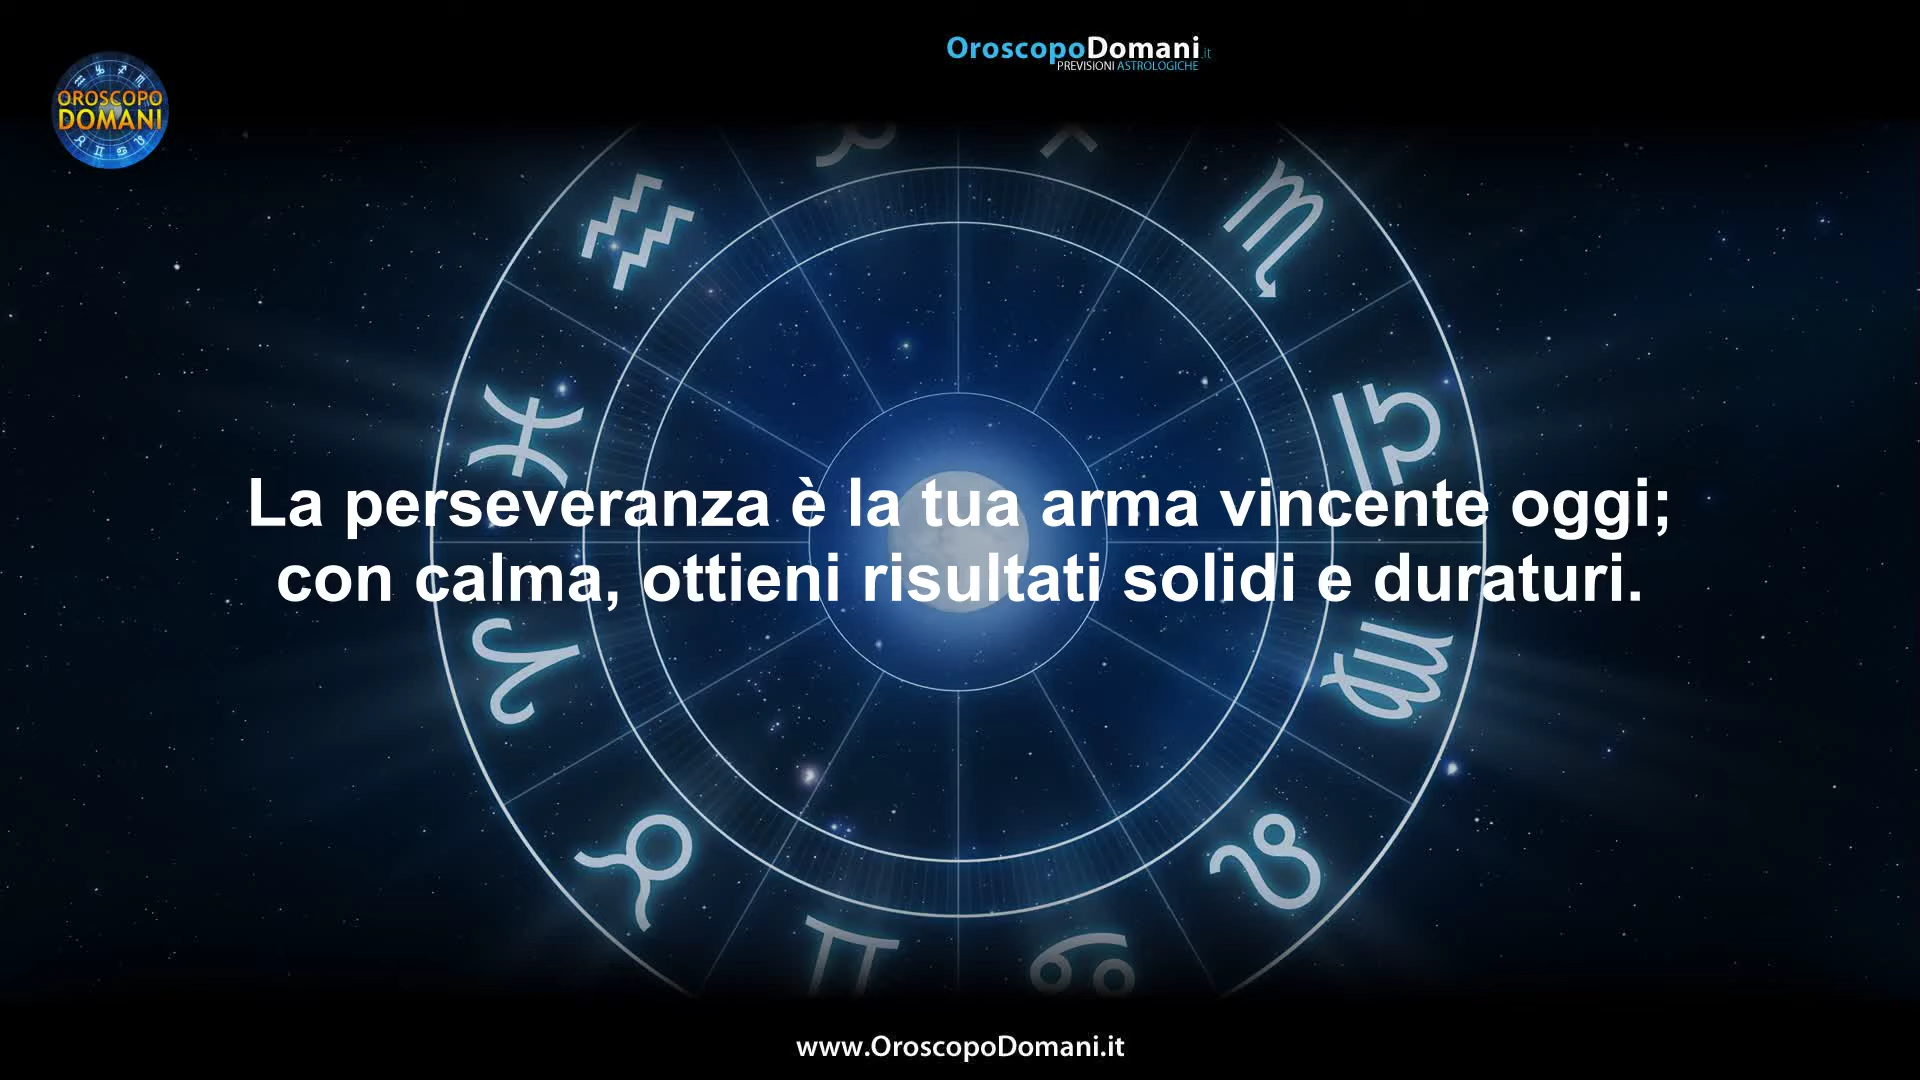 OroscopoDomani.it
PREVISIONI ASTROLOGICHE
OROSCOPO
DOMANI
La perseveranza è la tua arma vincente oggi;
con calma, ottieni risultati solidi e duraturi.
www.OroscopoDomani.it